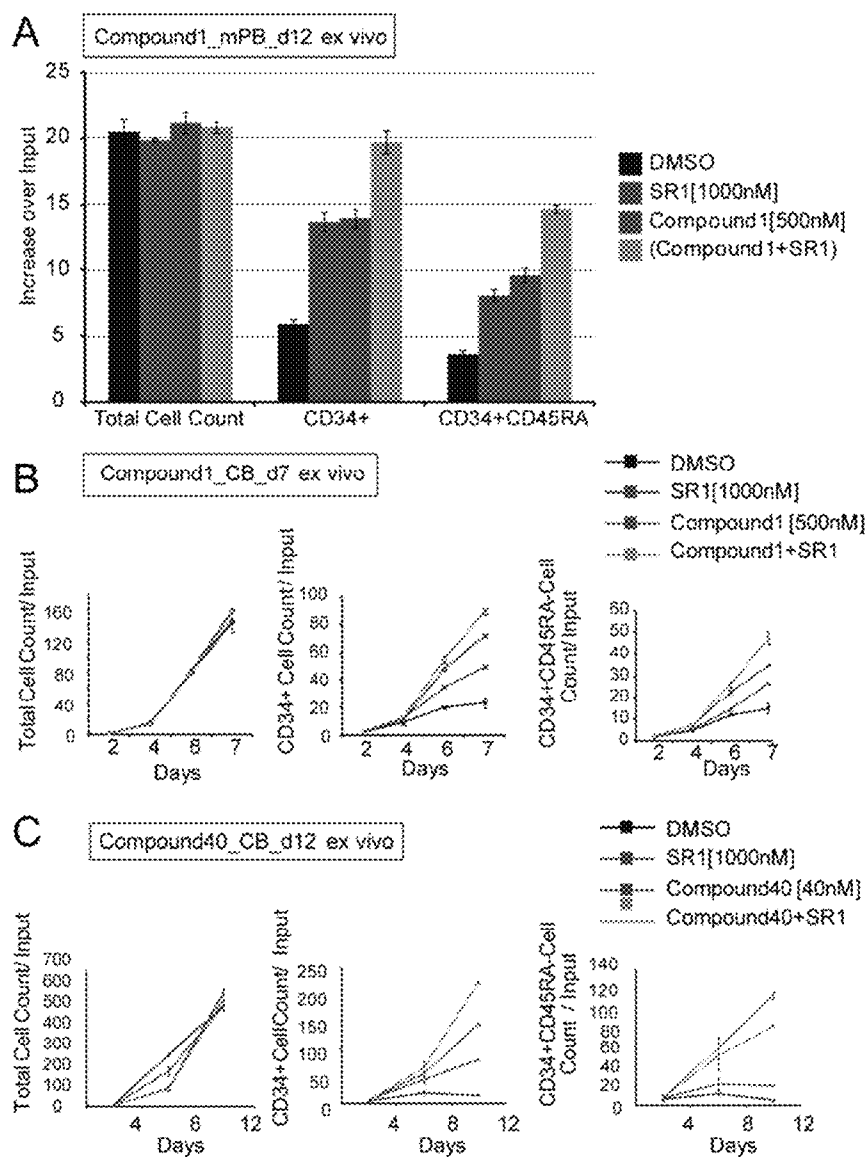 A
Compound1_mPB_d12 ex vivo
Increase over Input
25
20
15
10
5
0
Total Cell Count
CD34+
CD34+CD45RA
DMSO
SR1[1000nM]
Compound1[500nM]
(Compound1+SR1)
B
Compound1_CB_d7 ex vivo
DMSO
SR1[1000nM]
Compound1 [500nM]
Compound1+SR1
Total Cell Count/ Input
160
120
80
40
0
2 4 6 7
Days
CD34+ Cell Count/ Input
100
80
60
40
20
0
2 4 6 7
Days
CD34+CD45RA-Cell
Count/ Input
60
50
40
30
20
10
0
2 4 6 7
Days
C
Compound40_CB_d12 ex vivo
DMSO
SR1[1000nM]
Compound40 [40nM]
Compound40+SR1
Total Cell Count/ Input
700
600
500
400
300
200
100
0
4 8 12
Days
CD34+CellCount/ Input
250
200
150
100
50
0
4 8 12
Days
CD34+CD45RA-Cell
Count / Input
140
120
100
80
60
40
20
0
4 8 12
Days